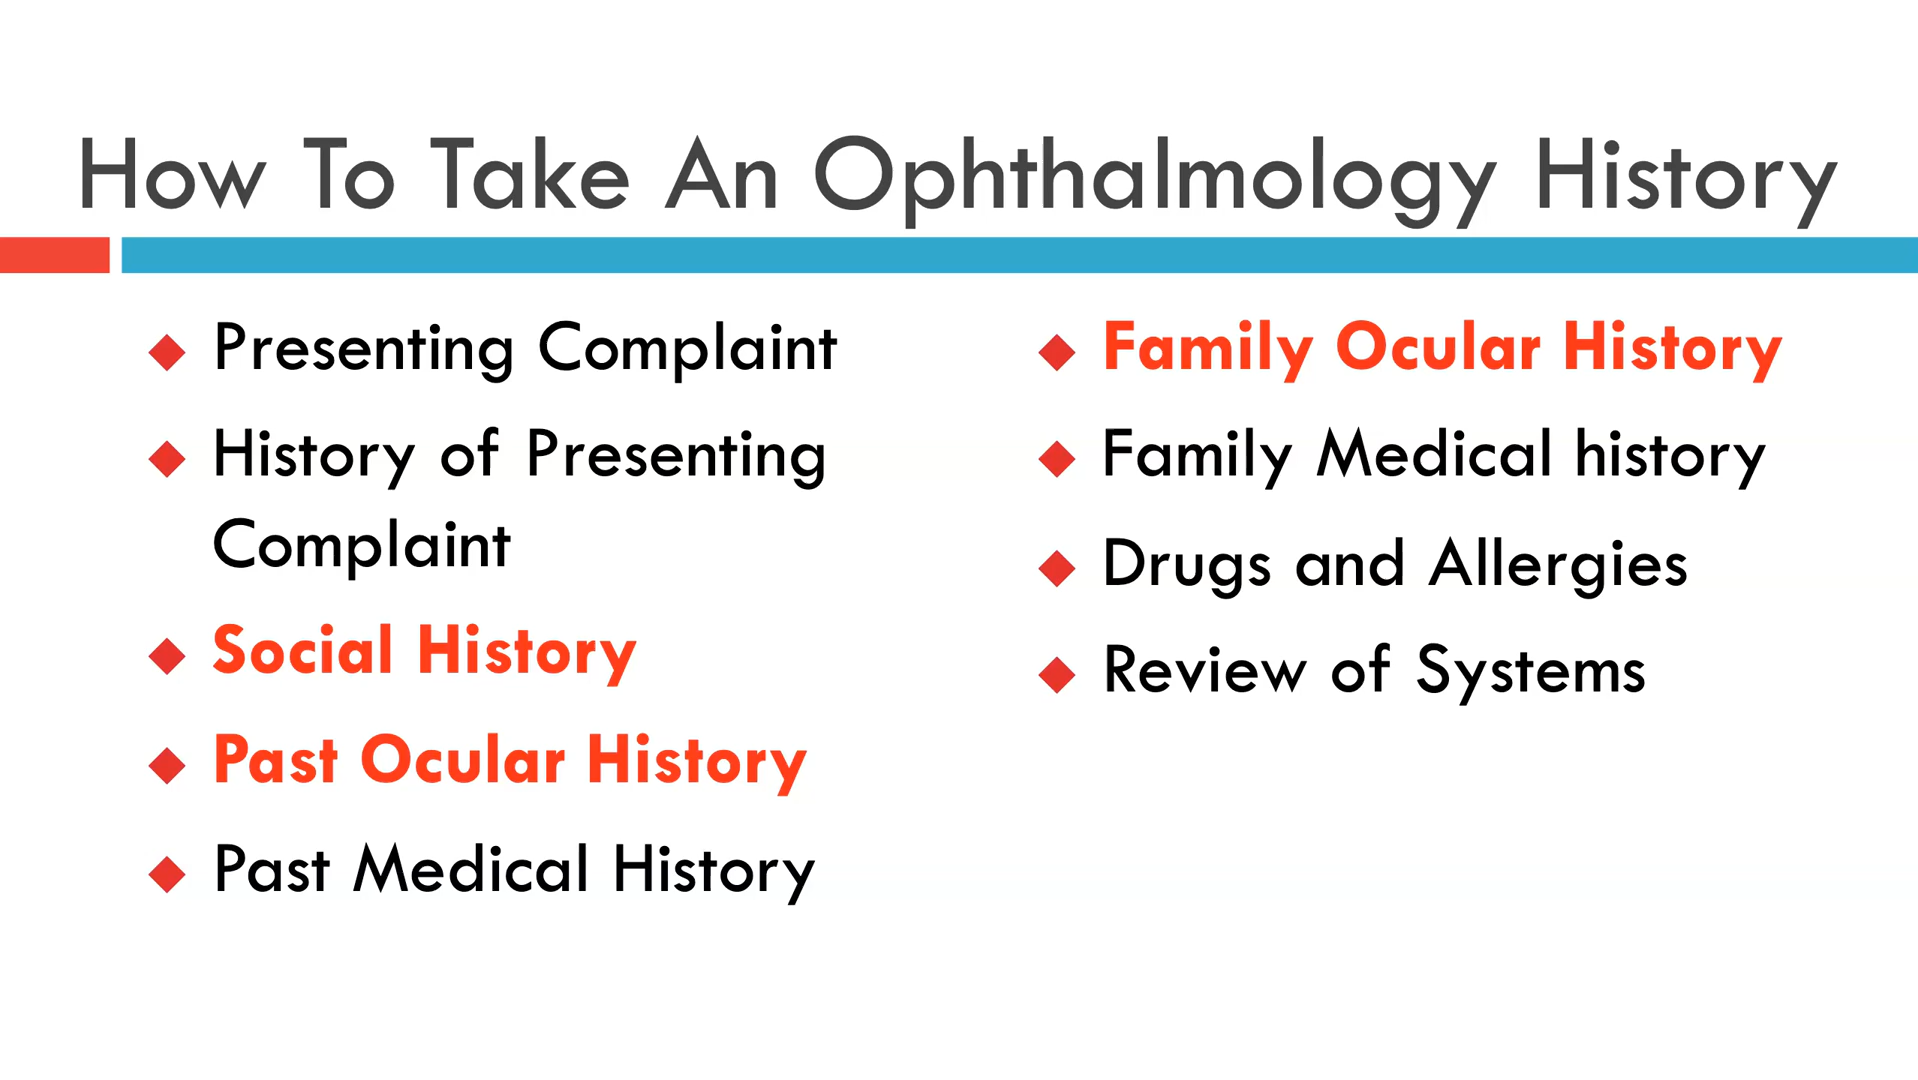 How To Take An Ophthalmology History
Presenting Complaint
History of Presenting
Complaint
Social History
Past Ocular History
Past Medical History
Family Ocular History
Family Medical history
Drugs and Allergies
Review of Systems